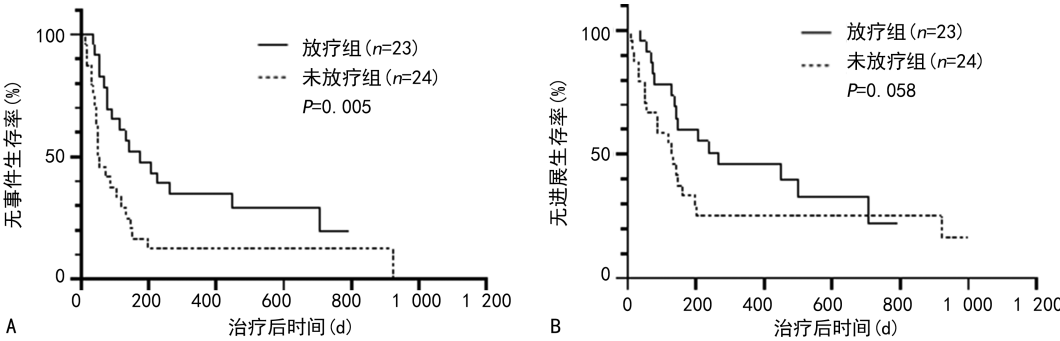 100
50
0
无事件生存率(%)
放疗组(n=23)
未放疗组(n=24)
P=0.005
0 200 400 600 800 1 000 1 200
治疗后时间(d)
A
100
50
0
无进展生存率(%)
放疗组(n=23)
未放疗组(n=24)
P=0.058
0 200 400 600 800 1 000 1 200
治疗后时间(d)
B